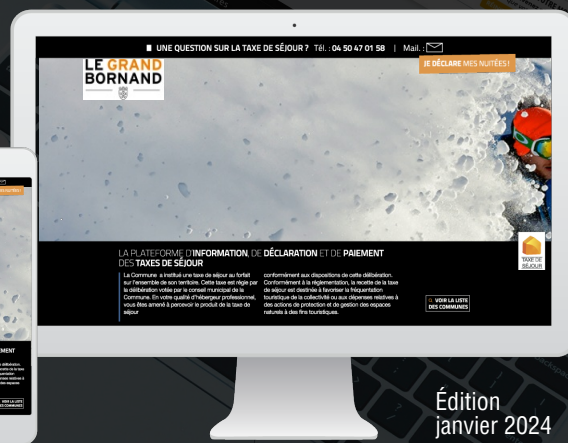 UNE QUESTION SUR LA TAXE DE SÉJOUR ? Tél. : 04 50 47 01 58 | Mail. :
JE DÉCLARE MES NUITÉES !
LE GRAND
BORNAND
LA PLATEFORME D'INFORMATION, DE DÉCLARATION ET DE PAIEMENT
DES TAXES DE SÉJOUR
La Commune a institué une taxe de séjour au forfait
sur l'ensemble de son territoire. Cette taxe est régie par
la délibération votée par le conseil municipal de la
Commune. En votre qualité d'hébergeur professionnel,
vous êtes amené à percevoir le produit de la taxe de
séjour
conformément aux dispositions de cette délibération.
Conformément à la réglementation, la recette de la taxe
de séjour est destinée à favoriser la fréquentation
touristique de la collectivité ou aux dépenses relatives à
des actions de protection et de gestion des espaces
naturels à des fins touristiques.
TAXE DE
SÉJOUR
VOIR LA LISTE
DES COMMUNES
EMENT
VOIR LA LISTE
DES COMMUNES
Édition
janvier 2024